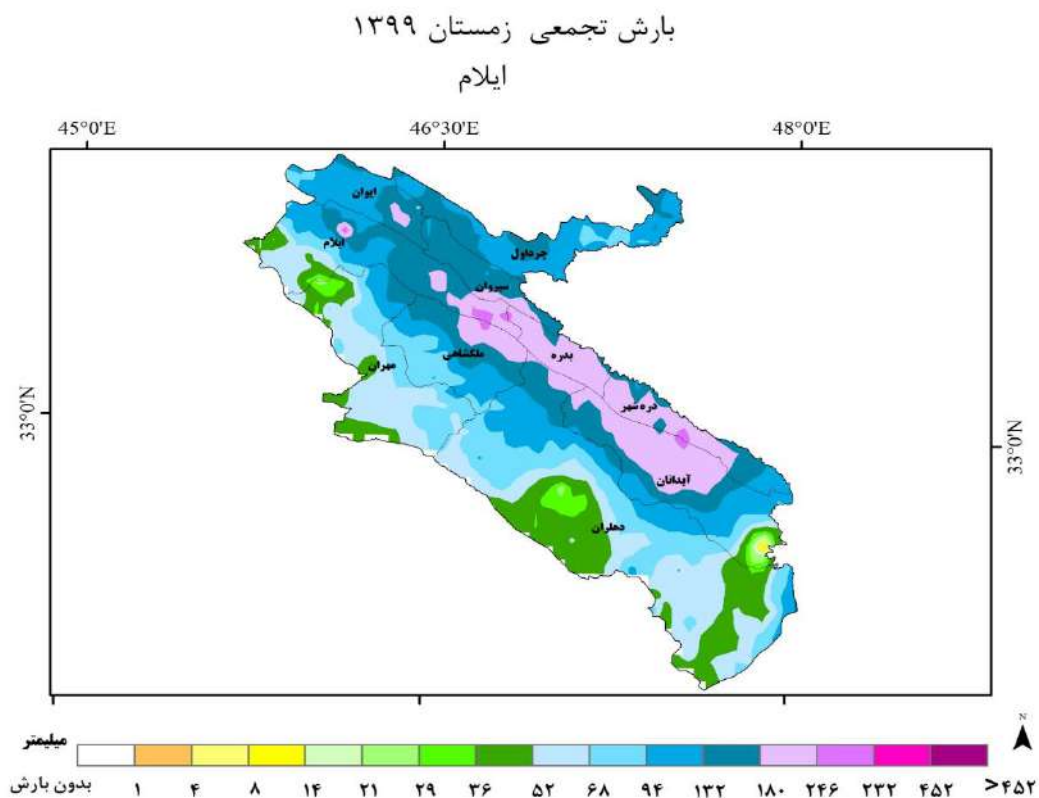 بارش تجمعی زمستان ۱۳۹۹
ایلام
45°0'E 46°30'E 48°0'E
33°0'N
33°0'N
ایوان
ایلام
چرداول
سیروان
بدره
ملکشاهی
مهران
دره شهر
آبدانان
دهلران
N
میلیمتر
بدون بارش ۱ ۴ ۸ ۱۴ ۲۱ ۲۹ ۳۶ ۵۲ ۶۸ ۹۴ ۱۳۲ ۱۸۰ ۲۴۶ ۲۳۲ ۴۵۲ >۴۵۲